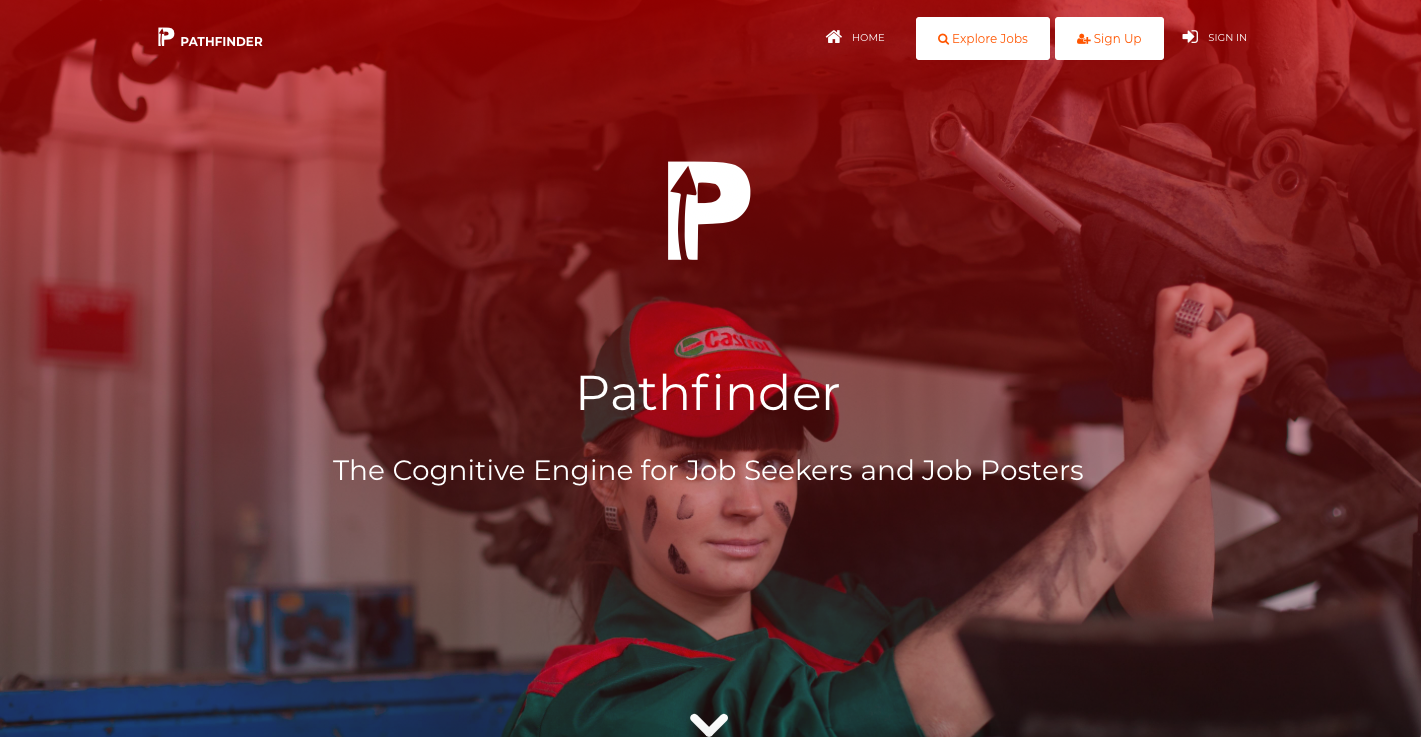 PATHFINDER
HOME
Explore Jobs
Sign Up
SIGN IN
Castrol
Pathfinder
The Cognitive Engine for Job Seekers and Job Posters